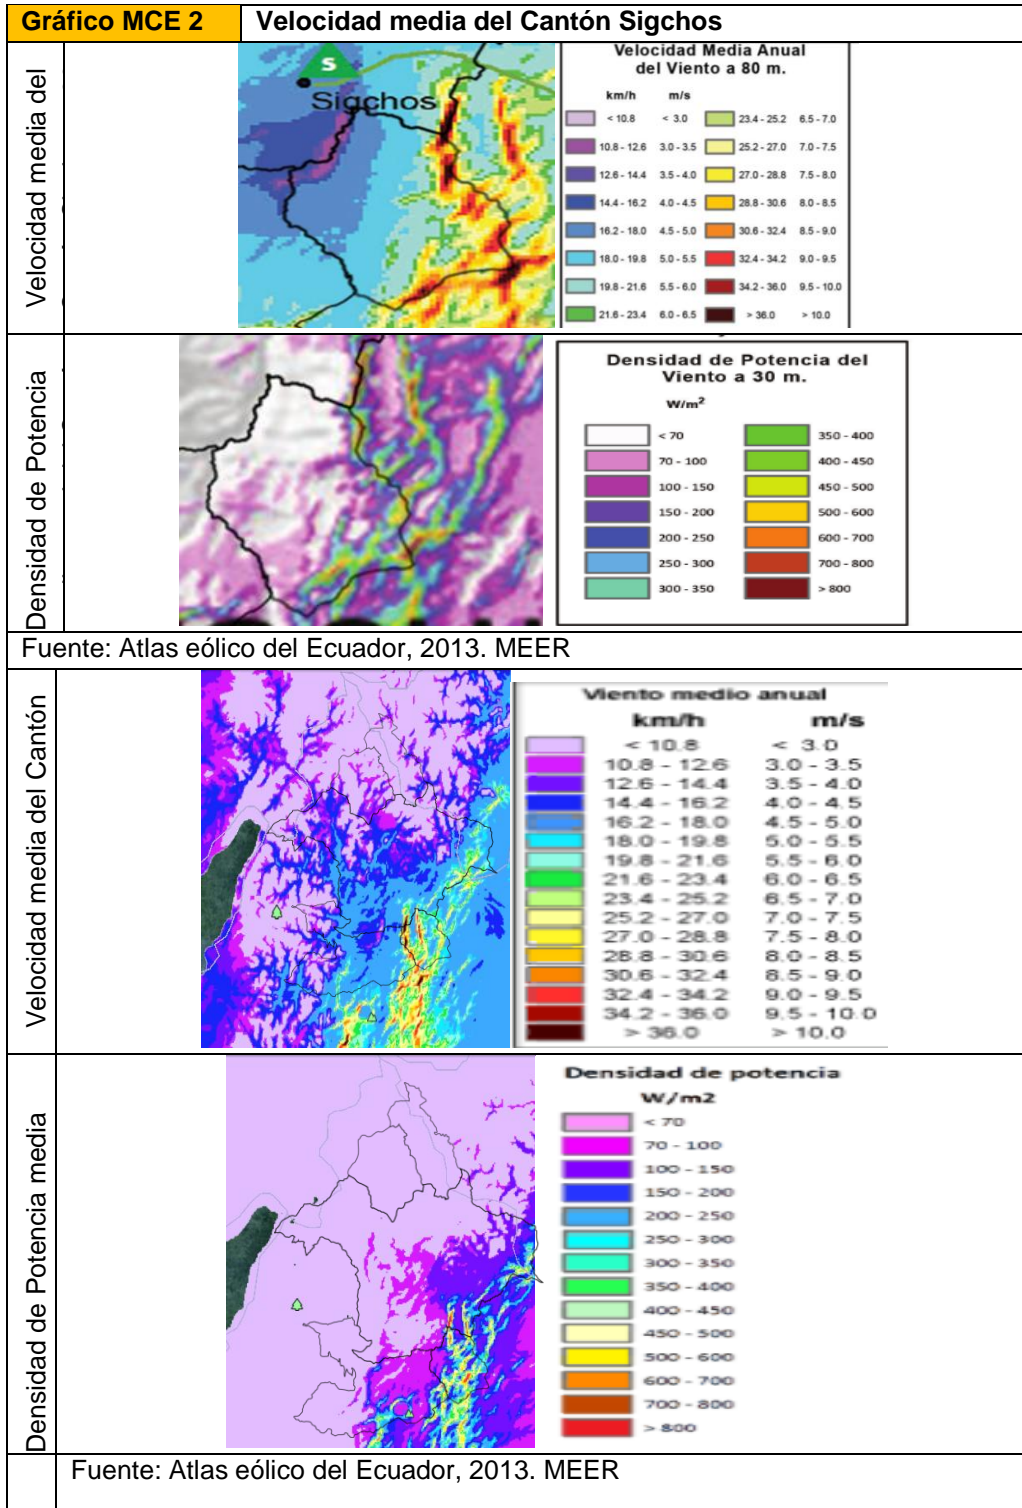 Gráfico MCE 2
Velocidad media del Cantón Sigchos
Velocidad media del
S
Sigchos
Velocidad Media Anual
del Viento a 80 m.
km/h m/s
< 10.8 < 3.0 23.4 - 25.2 6.5 - 7.0
10.8 - 12.6 3.0 - 3.5 25.2 - 27.0 7.0 - 7.5
12.6 - 14.4 3.5 - 4.0 27.0 - 28.8 7.5 - 8.0
14.4 - 16.2 4.0 - 4.5 28.8 - 30.6 8.0 - 8.5
16.2 - 18.0 4.5 - 5.0 30.6 - 32.4 8.5 - 9.0
18.0 - 19.8 5.0 - 5.5 32.4 - 34.2 9.0 - 9.5
19.8 - 21.6 5.5 - 6.0 34.2 - 36.0 9.5 - 10.0
21.6 - 23.4 6.0 - 6.5 > 36.0 > 10.0
Densidad de Potencia
Densidad de Potencia del
Viento a 30 m.
W/m²
< 70 350 - 400
70 - 100 400 - 450
100 - 150 450 - 500
150 - 200 500 - 600
200 - 250 600 - 700
250 - 300 700 - 800
300 - 350 > 800
Fuente: Atlas eólico del Ecuador, 2013. MEER
Velocidad media del Cantón
Viento medio anual
km/h m/s
< 10.8 < 3.0
10.8 - 12.6 3.0 - 3.5
12.6 - 14.4 3.5 - 4.0
14.4 - 16.2 4.0 - 4.5
16.2 - 18.0 4.5 - 5.0
18.0 - 19.8 5.0 - 5.5
19.8 - 21.6 5.5 - 6.0
21.6 - 23.4 6.0 - 6.5
23.4 - 25.2 6.5 - 7.0
25.2 - 27.0 7.0 - 7.5
27.0 - 28.8 7.5 - 8.0
28.8 - 30.6 8.0 - 8.5
30.6 - 32.4 8.5 - 9.0
32.4 - 34.2 9.0 - 9.5
34.2 - 36.0 9.5 - 10.0
> 36.0 > 10.0
Densidad de Potencia media
Densidad de potencia
W/m2
< 70
70 - 100
100 - 150
150 - 200
200 - 250
250 - 300
300 - 350
350 - 400
400 - 450
450 - 500
500 - 600
600 - 700
700 - 800
> 800
Fuente: Atlas eólico del Ecuador, 2013. MEER